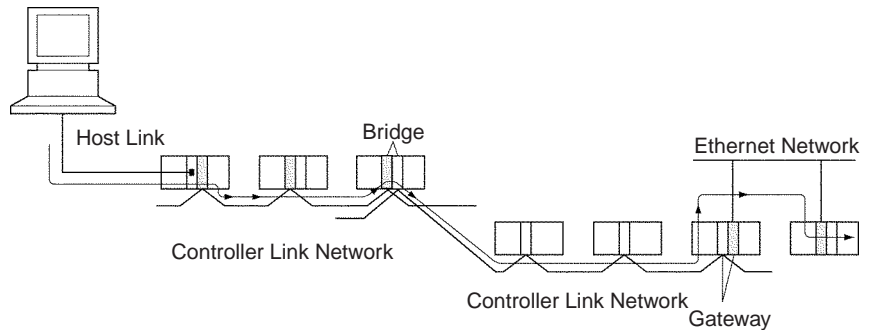 Host Link
Bridge
Ethernet Network
Controller Link Network
Controller Link Network
Gateway